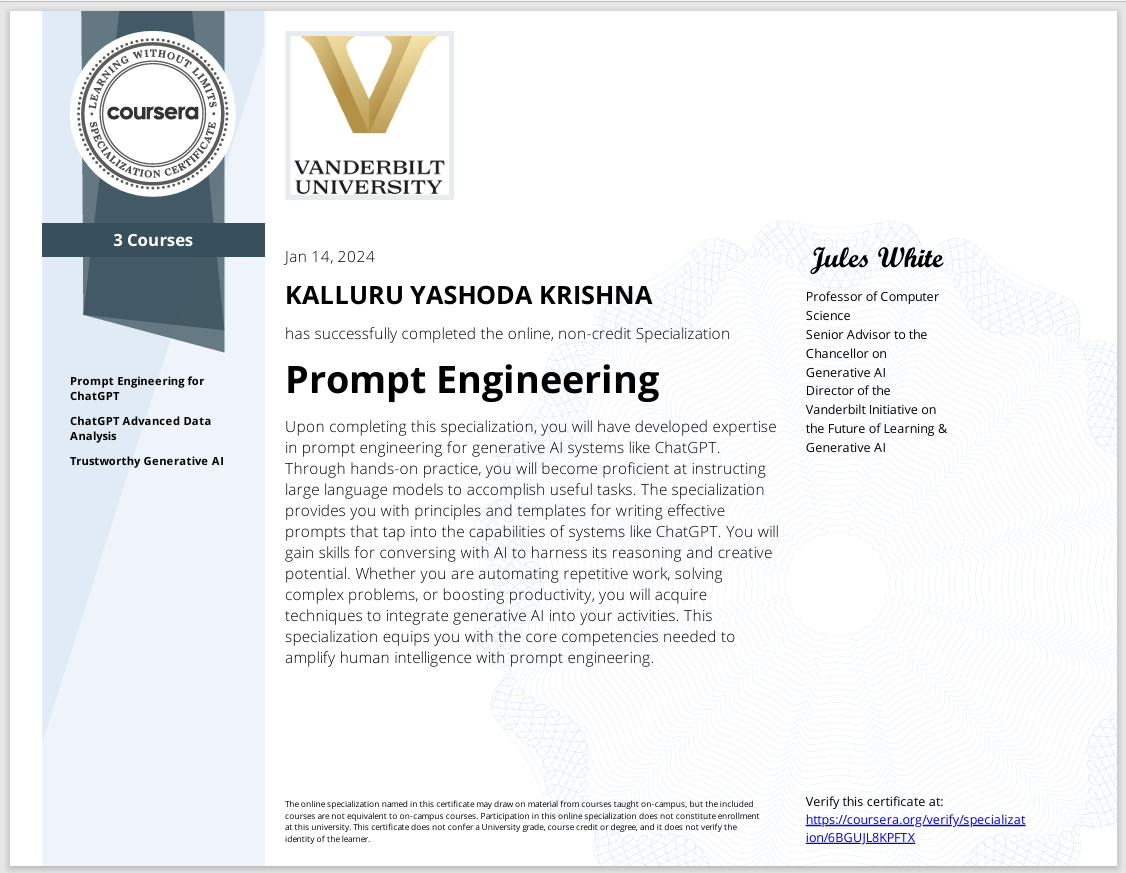 LEARNING WITHOUT LIMITS
coursera
SPECIALIZATION CERTIFICATE
3 Courses
Prompt Engineering for
ChatGPT
ChatGPT Advanced Data
Analysis
Trustworthy Generative AI
VANDERBILT
UNIVERSITY
Jan 14, 2024
KALLURU YASHODA KRISHNA
has successfully completed the online, non-credit Specialization
Prompt Engineering
Upon completing this specialization, you will have developed expertise
in prompt engineering for generative AI systems like ChatGPT.
Through hands-on practice, you will become proficient at instructing
large language models to accomplish useful tasks. The specialization
provides you with principles and templates for writing effective
prompts that tap into the capabilities of systems like ChatGPT. You will
gain skills for conversing with AI to harness its reasoning and creative
potential. Whether you are automating repetitive work, solving
complex problems, or boosting productivity, you will acquire
techniques to integrate generative AI into your activities. This
specialization equips you with the core competencies needed to
amplify human intelligence with prompt engineering.
Jules White
Professor of Computer
Science
Senior Advisor to the
Chancellor on
Generative AI
Director of the
Vanderbilt Initiative on
the Future of Learning &
Generative AI
The online specialization named in this certificate may draw on material from courses taught on-campus, but the included
courses are not equivalent to on-campus courses. Participation in this online specialization does not constitute enrollment
at this university. This certificate does not confer a University grade, course credit or degree, and it does not verify the
identity of the learner.
Verify this certificate at:
https://coursera.org/verify/specializat
ion/6BGUJL8KPFTX